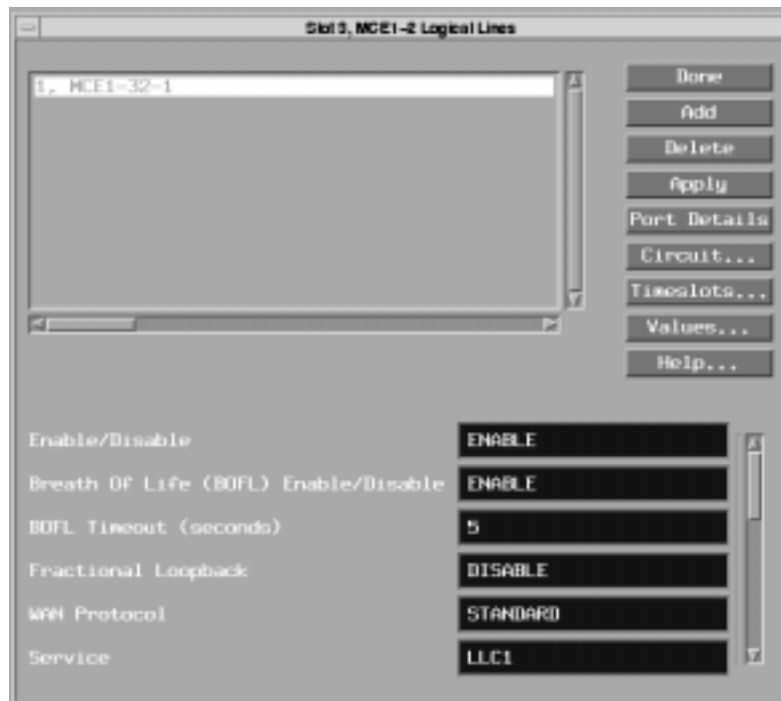 Slot 3, MCE1-2 Logical Lines
1, MCE1-32-1
Done
Add
Delete
Apply
Port Details
Circuit...
Timeslots...
Values...
Help...
Enable/Disable ENABLE
Breath Of Life (BOFL) Enable/Disable ENABLE
BOFL Timeout (seconds) 5
Fractional Loopback DISABLE
WAN Protocol STANDARD
Service LLC1